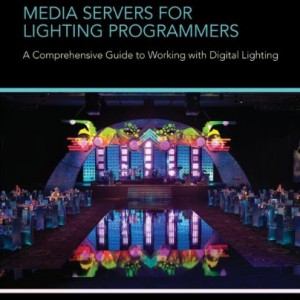 MEDIA SERVERS FOR
LIGHTING PROGRAMMERS
A Comprehensive Guide to Working with Digital Lighting